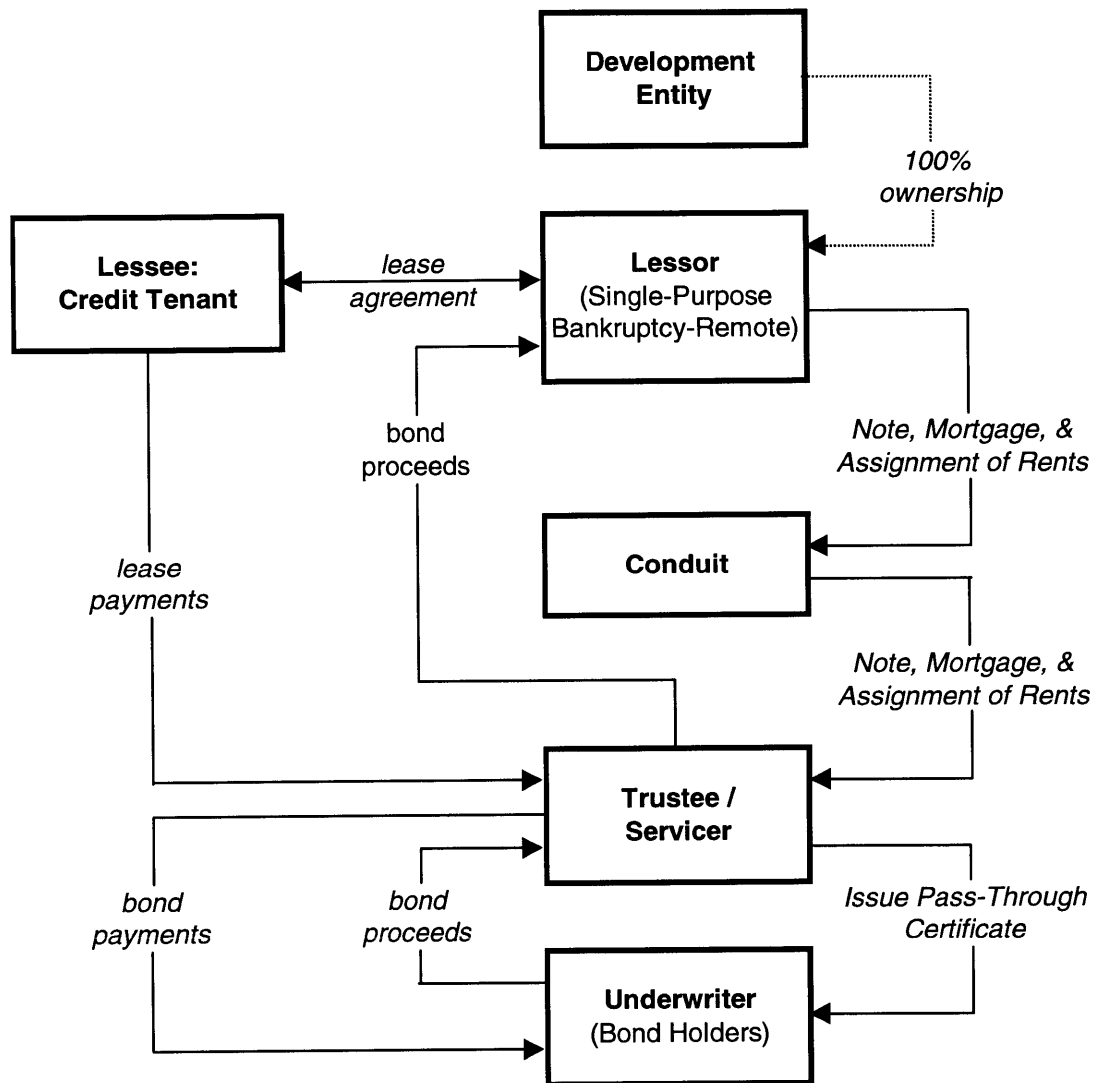 Development
Entity
100%
ownership
Lessee:
Credit Tenant
lease
agreement
Lessor
(Single-Purpose
Bankruptcy-Remote)
bond
proceeds
Note, Mortgage, &
Assignment of Rents
Conduit
lease
payments
Note, Mortgage, &
Assignment of Rents
Trustee /
Servicer
bond
payments
bond
proceeds
Issue Pass-Through
Certificate
Underwriter
(Bond Holders)